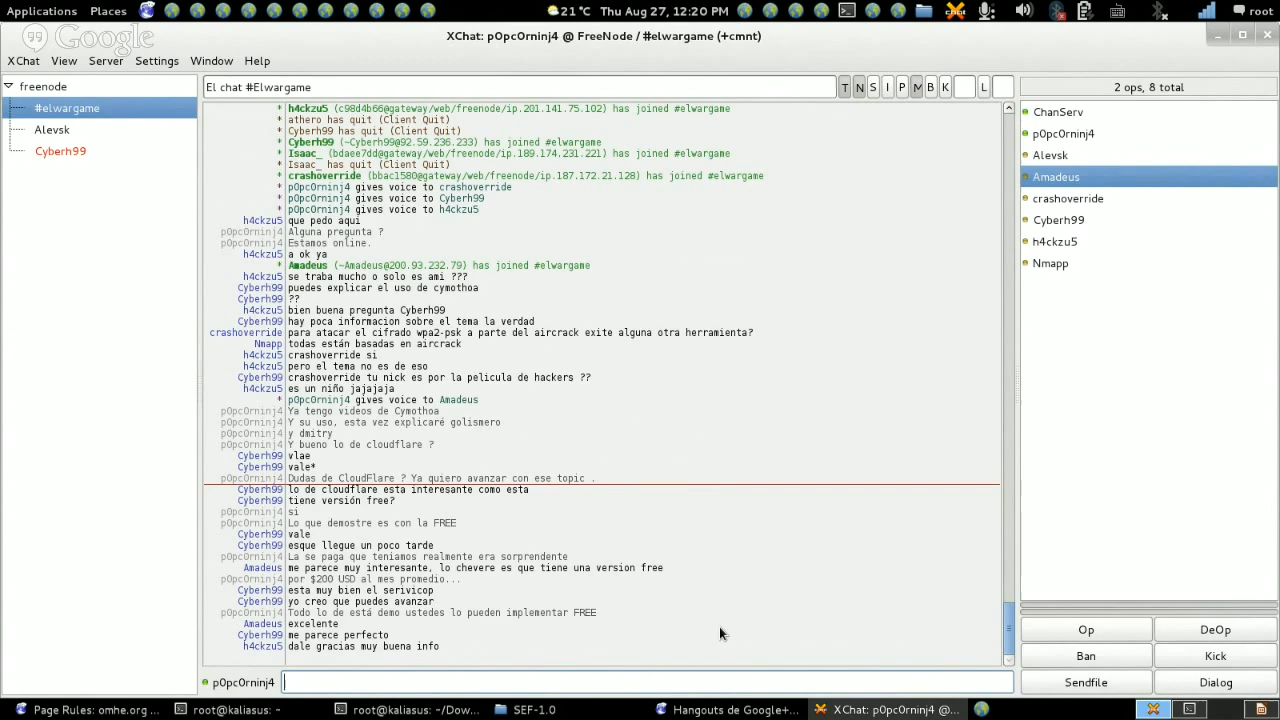 Applications Places 21 °C Thu Aug 27, 12:20 PM root
Google
XChat: p0pc0rninj4 @ FreeNode / #elwargame (+cmnt)
XChat View Server Settings Window Help
freenode
#elwargame
Alevsk
Cyberh99
El chat #Elwargame
T N S I P M B K L
2 ops, 8 total
* h4ckzu5 (c98d4b66@gateway/web/freenode/ip.201.141.75.102) has joined #elwargame
* athero has quit (Client Quit)
* Cyberh99 has quit (Client Quit)
* Cyberh99 (~Cyberh99@92.59.236.233) has joined #elwargame
* Isaac_ (bdaee7dd@gateway/web/freenode/ip.189.174.231.221) has joined #elwargame
* Isaac_ has quit (Client Quit)
* crashoverride (bbac1580@gateway/web/freenode/ip.187.172.21.128) has joined #elwargame
* p0pc0rninj4 gives voice to crashoverride
* p0pc0rninj4 gives voice to Cyberh99
* p0pc0rninj4 gives voice to h4ckzu5
h4ckzu5 que pedo aqui
p0pc0rninj4 Alguna pregunta ?
p0pc0rninj4 Estamos online.
h4ckzu5 a ok ya
* Amadeus (~Amadeus@200.93.232.79) has joined #elwargame
h4ckzu5 se traba mucho o solo es ami ???
Cyberh99 puedes explicar el uso de cymothoa
Cyberh99 ??
h4ckzu5 bien buena pregunta Cyberh99
Cyberh99 hay poca informacion sobre el tema la verdad
crashoverride para atacar el cifrado wpa2-psk a parte del aircrack exite alguna otra herramienta?
Nmapp todas están basadas en aircrack
h4ckzu5 crashoverride si
h4ckzu5 pero el tema no es de eso
Cyberh99 crashoverride tu nick es por la pelicula de hackers ??
h4ckzu5 es un niño jajajaja
* p0pc0rninj4 gives voice to Amadeus
p0pc0rninj4 Ya tengo videos de Cymothoa
p0pc0rninj4 Y su uso, esta vez explicaré golismero
p0pc0rninj4 y dmitry
p0pc0rninj4 Y bueno lo de cloudflare ?
Cyberh99 vlae
Cyberh99 vale*
p0pc0rninj4 Dudas de CloudFlare ? Ya quiero avanzar con ese topic .
Cyberh99 lo de cloudflare esta interesante como esta
Cyberh99 tiene versión free?
p0pc0rninj4 si
p0pc0rninj4 Lo que demostre es con la FREE
Cyberh99 vale
Cyberh99 esque llegue un poco tarde
p0pc0rninj4 La se paga que teniamos realmente era sorprendente
Amadeus me parece muy interesante, lo chevere es que tiene una version free
p0pc0rninj4 por $200 USD al mes promedio...
Cyberh99 esta muy bien el serivicop
Cyberh99 yo creo que puedes avanzar
p0pc0rninj4 Todo lo de está demo ustedes lo pueden implementar FREE
Amadeus excelente
Cyberh99 me parece perfecto
h4ckzu5 dale gracias muy buena info
p0pc0rninj4
ChanServ
p0pc0rninj4
Alevsk
Amadeus
crashoverride
Cyberh99
h4ckzu5
Nmapp
Op DeOp
Ban Kick
Sendfile Dialog
Page Rules: omhe.org ... root@kaliasus: ~ root@kaliasus: ~/Dow... SEF-1.0 Hangouts de Google+... XChat: p0pc0rninj4 @...